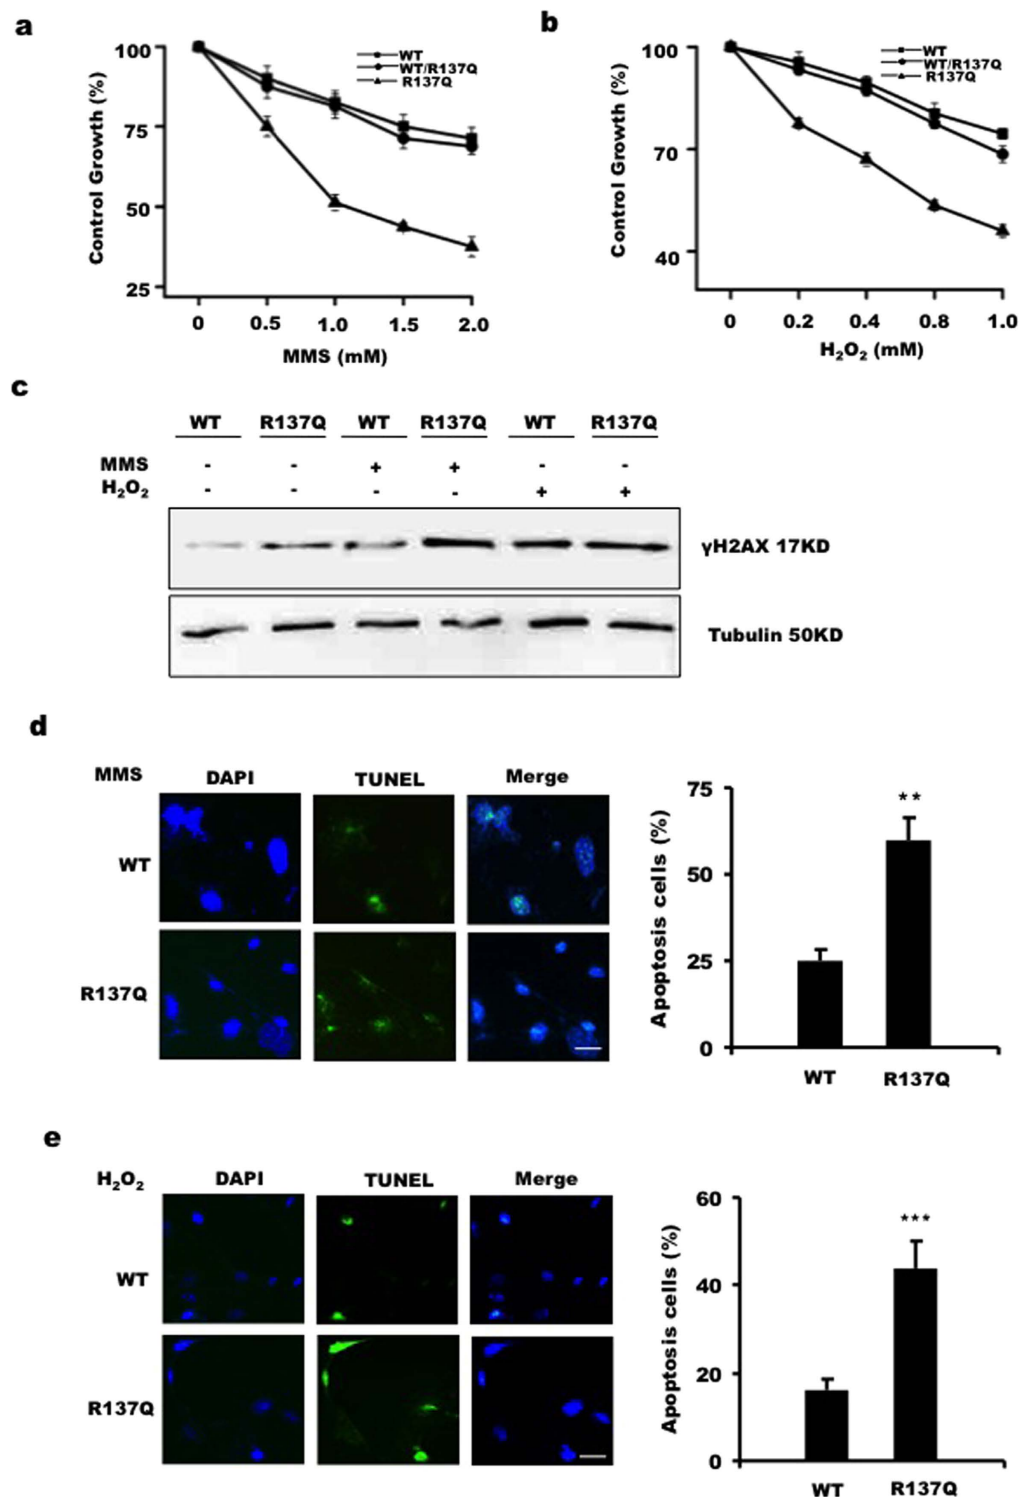 a
100
75
50
25
Control Growth (%)
WT
WT/R137Q
R137Q
0 0.5 1.0 1.5 2.0
MMS (mM)
b
100
70
40
Control Growth (%)
WT
WT/R137Q
R137Q
0 0.2 0.4 0.8 1.0
H₂O₂ (mM)
c
WT R137Q WT R137Q WT R137Q
MMS - - + + - -
H₂O₂ - - - - + +
γH2AX 17KD
Tubulin 50KD
d
MMS DAPI TUNEL Merge
WT
R137Q
75
50
25
0
Apoptosis cells (%)
**
WT R137Q
e
H₂O₂ DAPI TUNEL Merge
WT
R137Q
60
40
20
0
Apoptosis cells (%)
***
WT R137Q